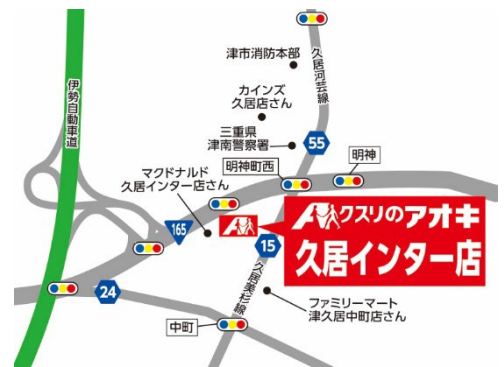 伊勢自動車道
津市消防本部
久居河芸線
カインズ
久居店さん
三重県
津南警察署
55
マクドナルド
久居インター店さん
明神町西
明神
165
クスリのアオキ
久居インター店
15
久居美杉線
24
ファミリーマート
津久居中町店さん
中町